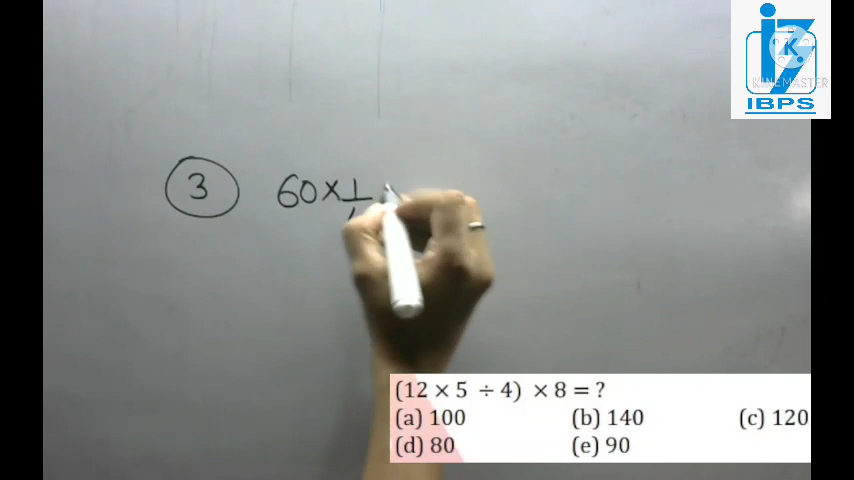 K
KINEMASTER
IBPS
3 60 × 1
(12 × 5 ÷ 4) × 8 = ?
(a) 100 (b) 140 (c) 120
(d) 80 (e) 90